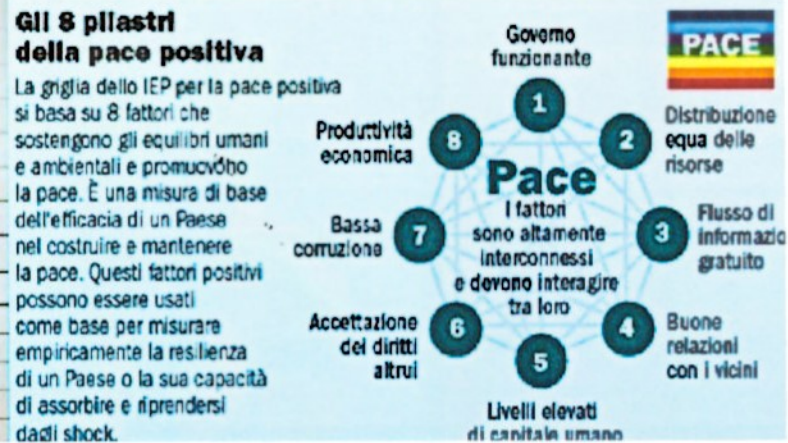 Gli 8 pilastri
della pace positiva
La griglia dello IEP per la pace positiva
si basa su 8 fattori che
sostengono gli equilibri umani
e ambientali e promuovono
la pace. È una misura di base
dell'efficacia di un Paese
nel costruire e mantenere
la pace. Questi fattori positivi
possono essere usati
come base per misurare
empiricamente la resilienza
di un Paese o la sua capacità
di assorbire e riprendersi
dagli shock.
PACE
Governo
funzionante
1
Distribuzione
equa delle
risorse
2
Flusso di
informazio
gratuito
3
Buone
relazioni
con i vicini
4
Livelli elevati
di capitale umano
5
Accettazione
dei diritti
altrui
6
Bassa
corruzione
7
Produttività
economica
8
Pace
I fattori
sono altamente
interconnessi
e devono interagire
tra loro